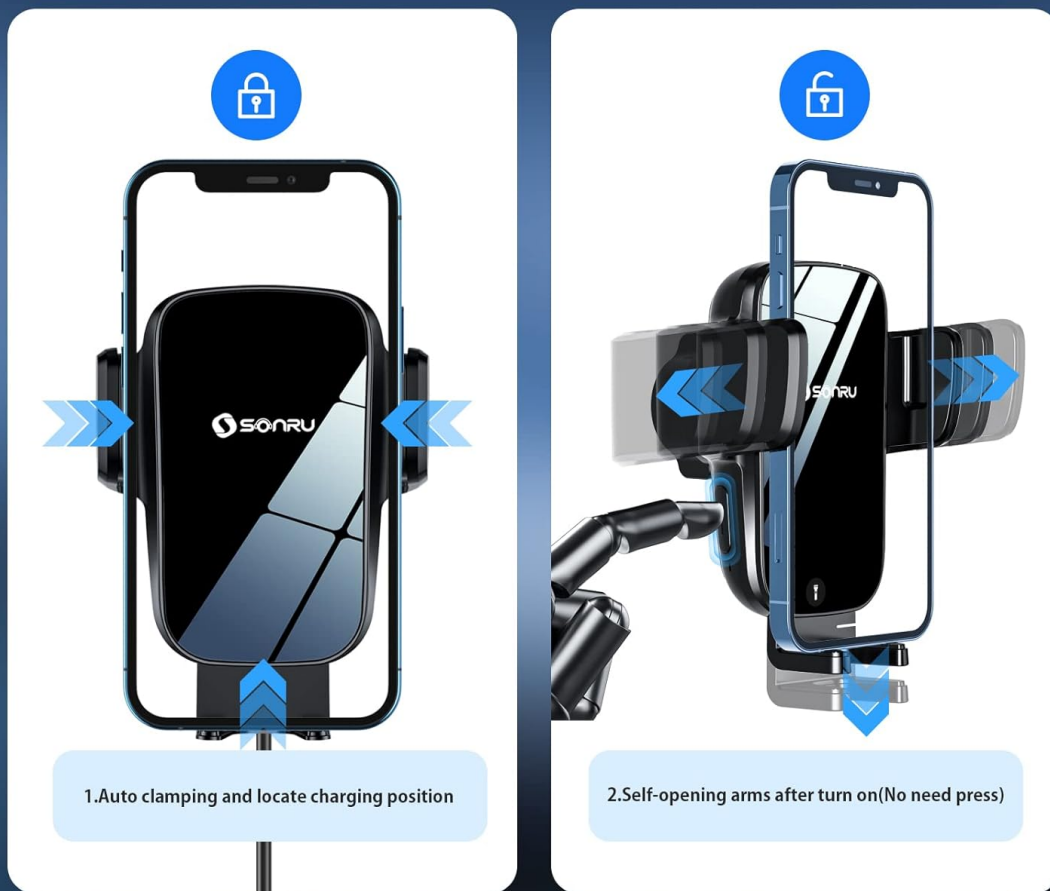 SONRU
1.Auto clamping and locate charging position
SONRU
2.Self-opening arms after turn on(No need press)